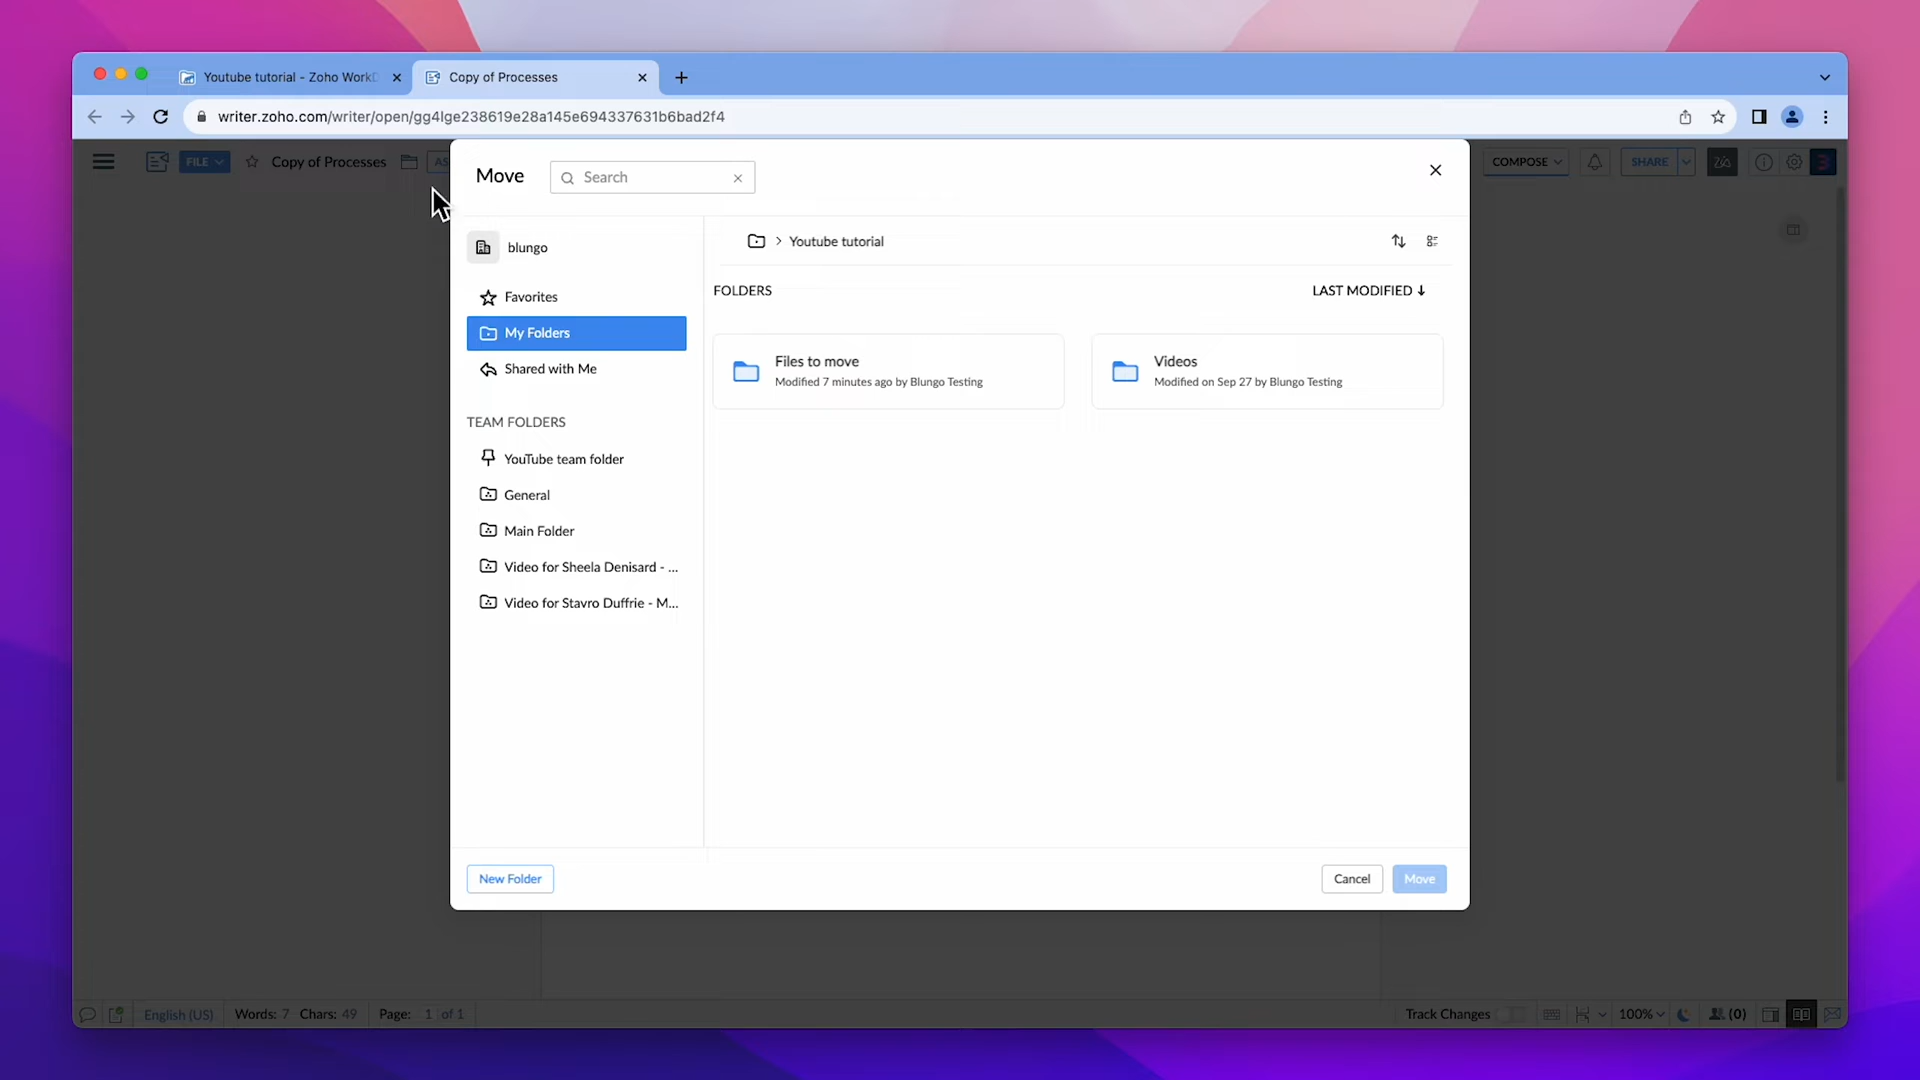 Youtube tutorial - Zoho WorkD
Copy of Processes
writer.zoho.com/writer/open/gg4lge238619e28a145e694337631b6bad2f4
FILE
Copy of Processes
AS
COMPOSE
SHARE
Move
Search
blungo
Favorites
My Folders
Shared with Me
TEAM FOLDERS
YouTube team folder
General
Main Folder
Video for Sheela Denisard - ...
Video for Stavro Duffrie - M...
> Youtube tutorial
FOLDERS
LAST MODIFIED
Files to move
Modified 7 minutes ago by Blungo Testing
Videos
Modified on Sep 27 by Blungo Testing
New Folder
Cancel
Move
English (US)
Words: 7 Chars: 49
Page: 1 of 1
Track Changes
100%
(0)